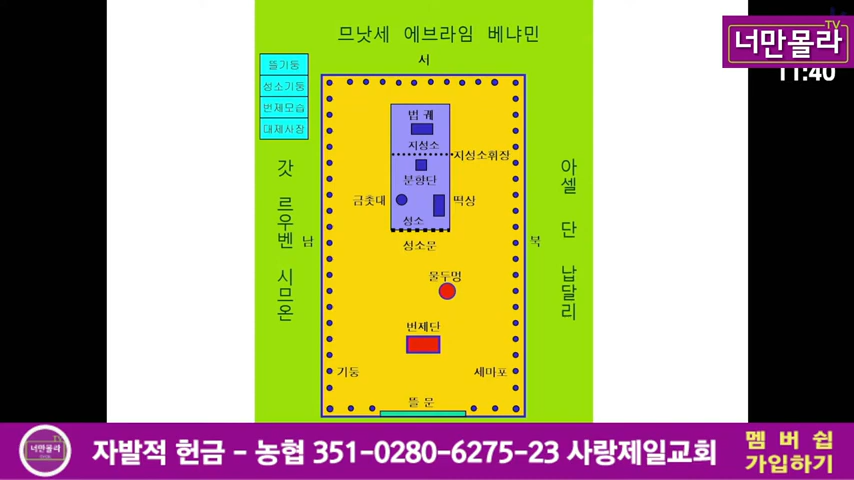 므낫세 에브라임 베냐민
서
너만몰라 TV
11:40
뜰기둥
성소기둥
번제모습
대제사장
법 궤
지성소
지성소휘장
분향단
금촛대
떡상
성소
성소문
갓 르우벤 시므온
남
북
아셀 단 납달리
물두멍
번제단
기둥
세마포
뜰 문
너만몰라
자발적 헌금 - 농협 351-0280-6275-23 사랑제일교회
멤 버 쉽
가입하기